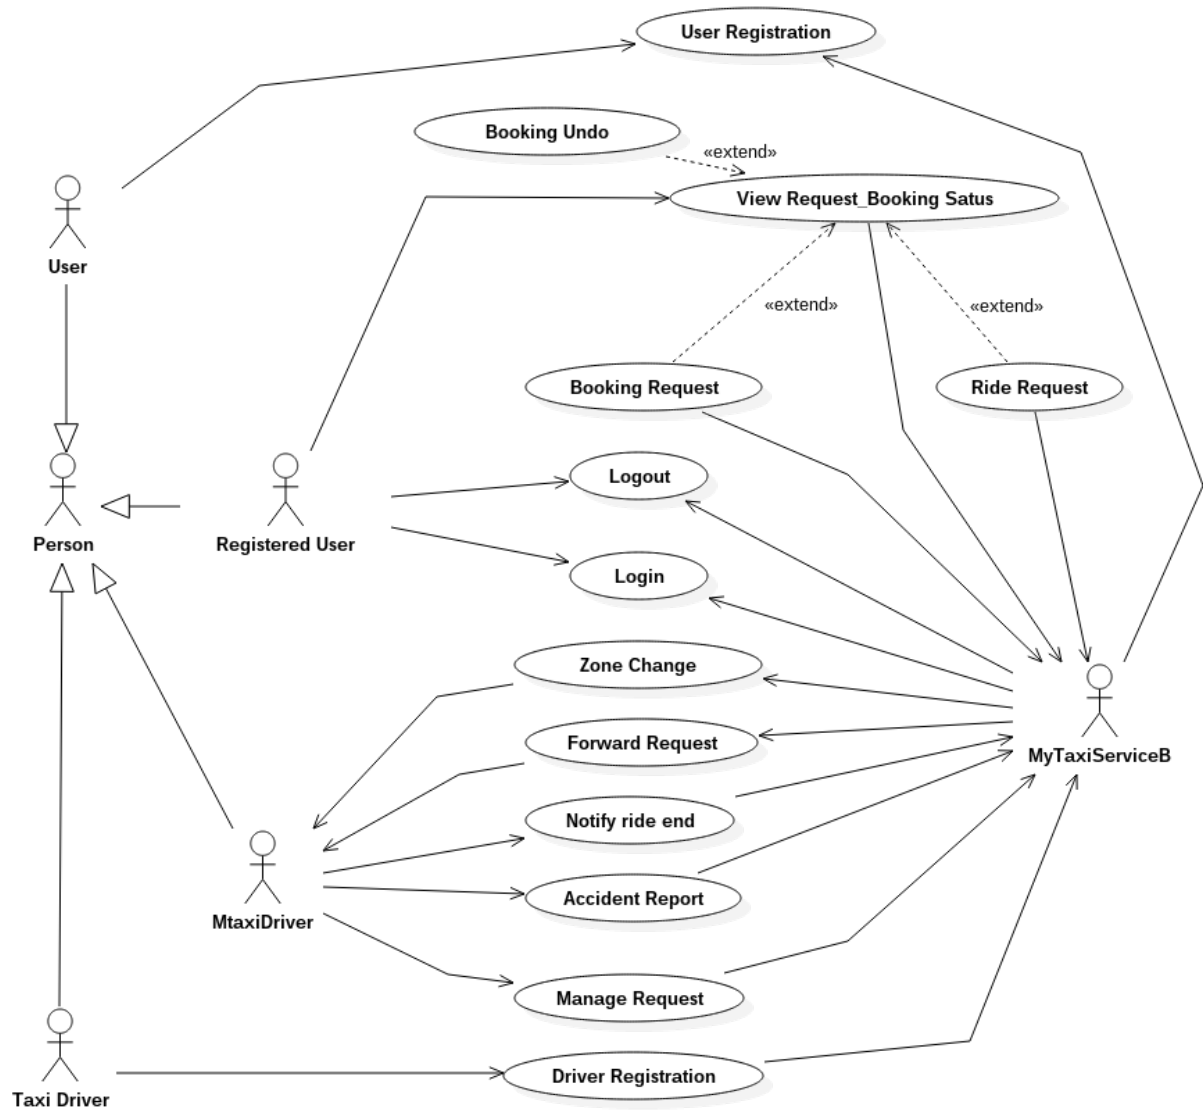 User Registration
Booking Undo
«extend»
View Request_Booking Satus
User
«extend»
«extend»
Booking Request
Ride Request
Logout
Person
Registered User
Login
Zone Change
Forward Request
MyTaxiServiceB
Notify ride end
Accident Report
MtaxiDriver
Manage Request
Driver Registration
Taxi Driver